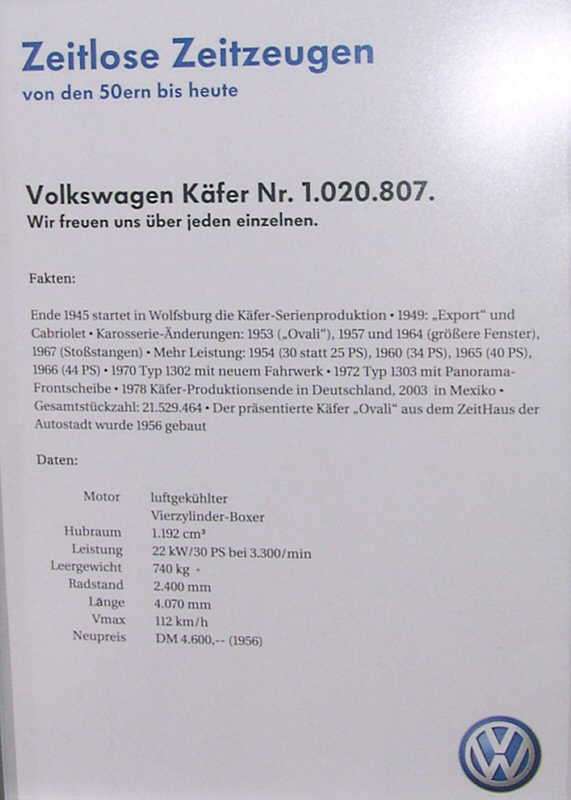 Zeitlose Zeitzeugen
von den 50ern bis heute
Volkswagen Käfer Nr. 1.020.807.
Wir freuen uns über jeden einzelnen.
Fakten:
Ende 1945 startet in Wolfsburg die Käfer-Serienproduktion • 1949: „Export“ und
Cabriolet • Karosserie-Änderungen: 1953 („Ovali“), 1957 und 1964 (größere Fenster),
1967 (Stoßstangen) • Mehr Leistung: 1954 (30 statt 25 PS), 1960 (34 PS), 1965 (40 PS),
1966 (44 PS) • 1970 Typ 1302 mit neuem Fahrwerk • 1972 Typ 1303 mit Panorama-
Frontscheibe • 1978 Käfer-Produktionsende in Deutschland, 2003 in Mexiko •
Gesamtstückzahl: 21.529.464 • Der präsentierte Käfer „Ovali“ aus dem ZeitHaus der
Autostadt wurde 1956 gebaut
Daten:
Motor luftgekühlter
Vierzylinder-Boxer
Hubraum 1.192 cm³
Leistung 22 kW/30 PS bei 3.300/min
Leergewicht 740 kg
Radstand 2.400 mm
Länge 4.070 mm
Vmax 112 km/h
Neupreis DM 4.600,-- (1956)
VW